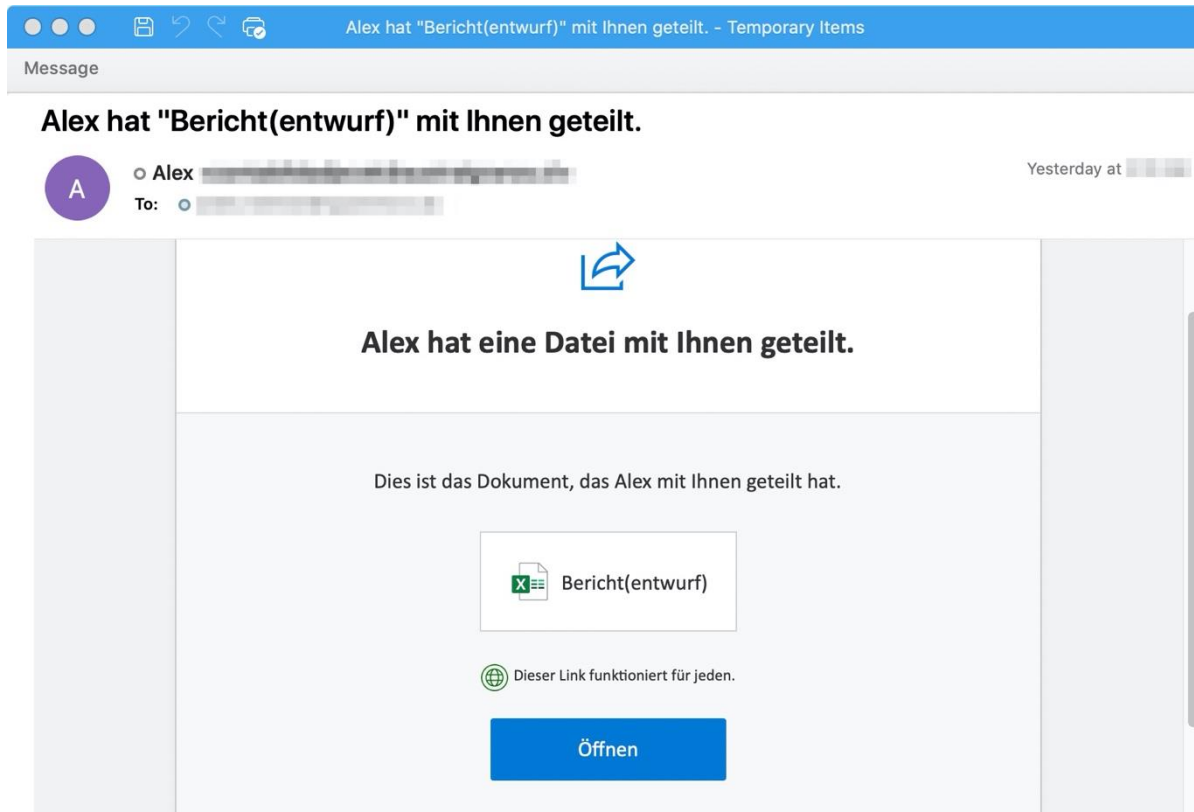 Alex hat "Bericht(entwurf)" mit Ihnen geteilt. - Temporary Items
Message
Alex hat "Bericht(entwurf)" mit Ihnen geteilt.
A
Alex
Yesterday at
To:
Alex hat eine Datei mit Ihnen geteilt.
Dies ist das Dokument, das Alex mit Ihnen geteilt hat.
X
Bericht(entwurf)
Dieser Link funktioniert für jeden.
Öffnen